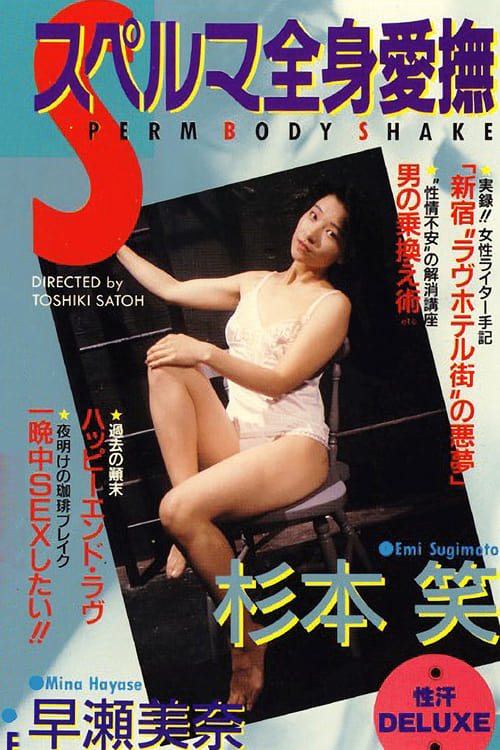 スペルマ全身愛撫
SPERM BODY SHAKE
DIRECTED by
TOSHIKI SATOH
★実録!!女性ライター手記
「新宿〝ラヴホテル街〟の悪夢」
★〝性情不安〟の解消講座
男の乗換え術
etc
★過去の顛末
ハッピーエンド・ラヴ
★夜明けの珈琲ブレイク
一晩中SEXしたい!!
●Emi Sugimoto
杉本 笑
●Mina Hayase
早瀬美奈
性汗
DELUXE